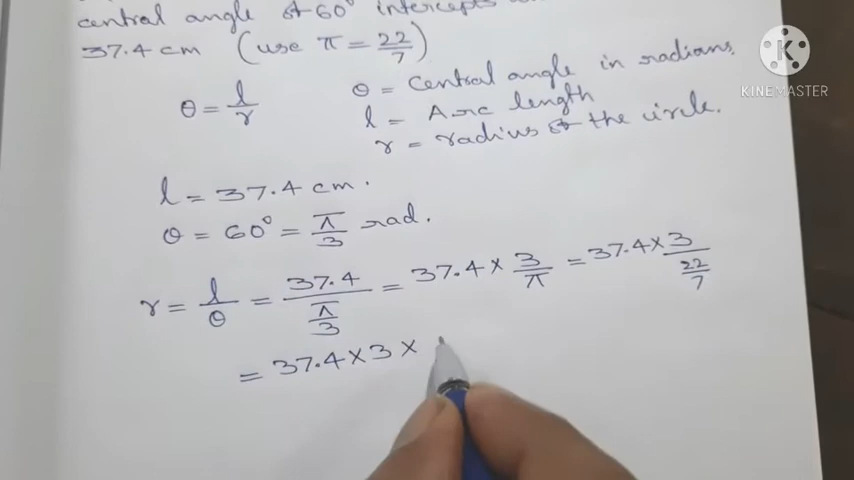 central angle of 60° intercepts
37.4 cm (use π = 22/7)
θ = l/r
θ = Central angle in radians.
l = Arc length
r = radius of the circle.
l = 37.4 cm.
θ = 60° = π/3 rad.
r = l/θ = 37.4/(π/3) = 37.4 × 3/π = 37.4 × 3/(22/7)
= 37.4 × 3 ×
KINEMASTER